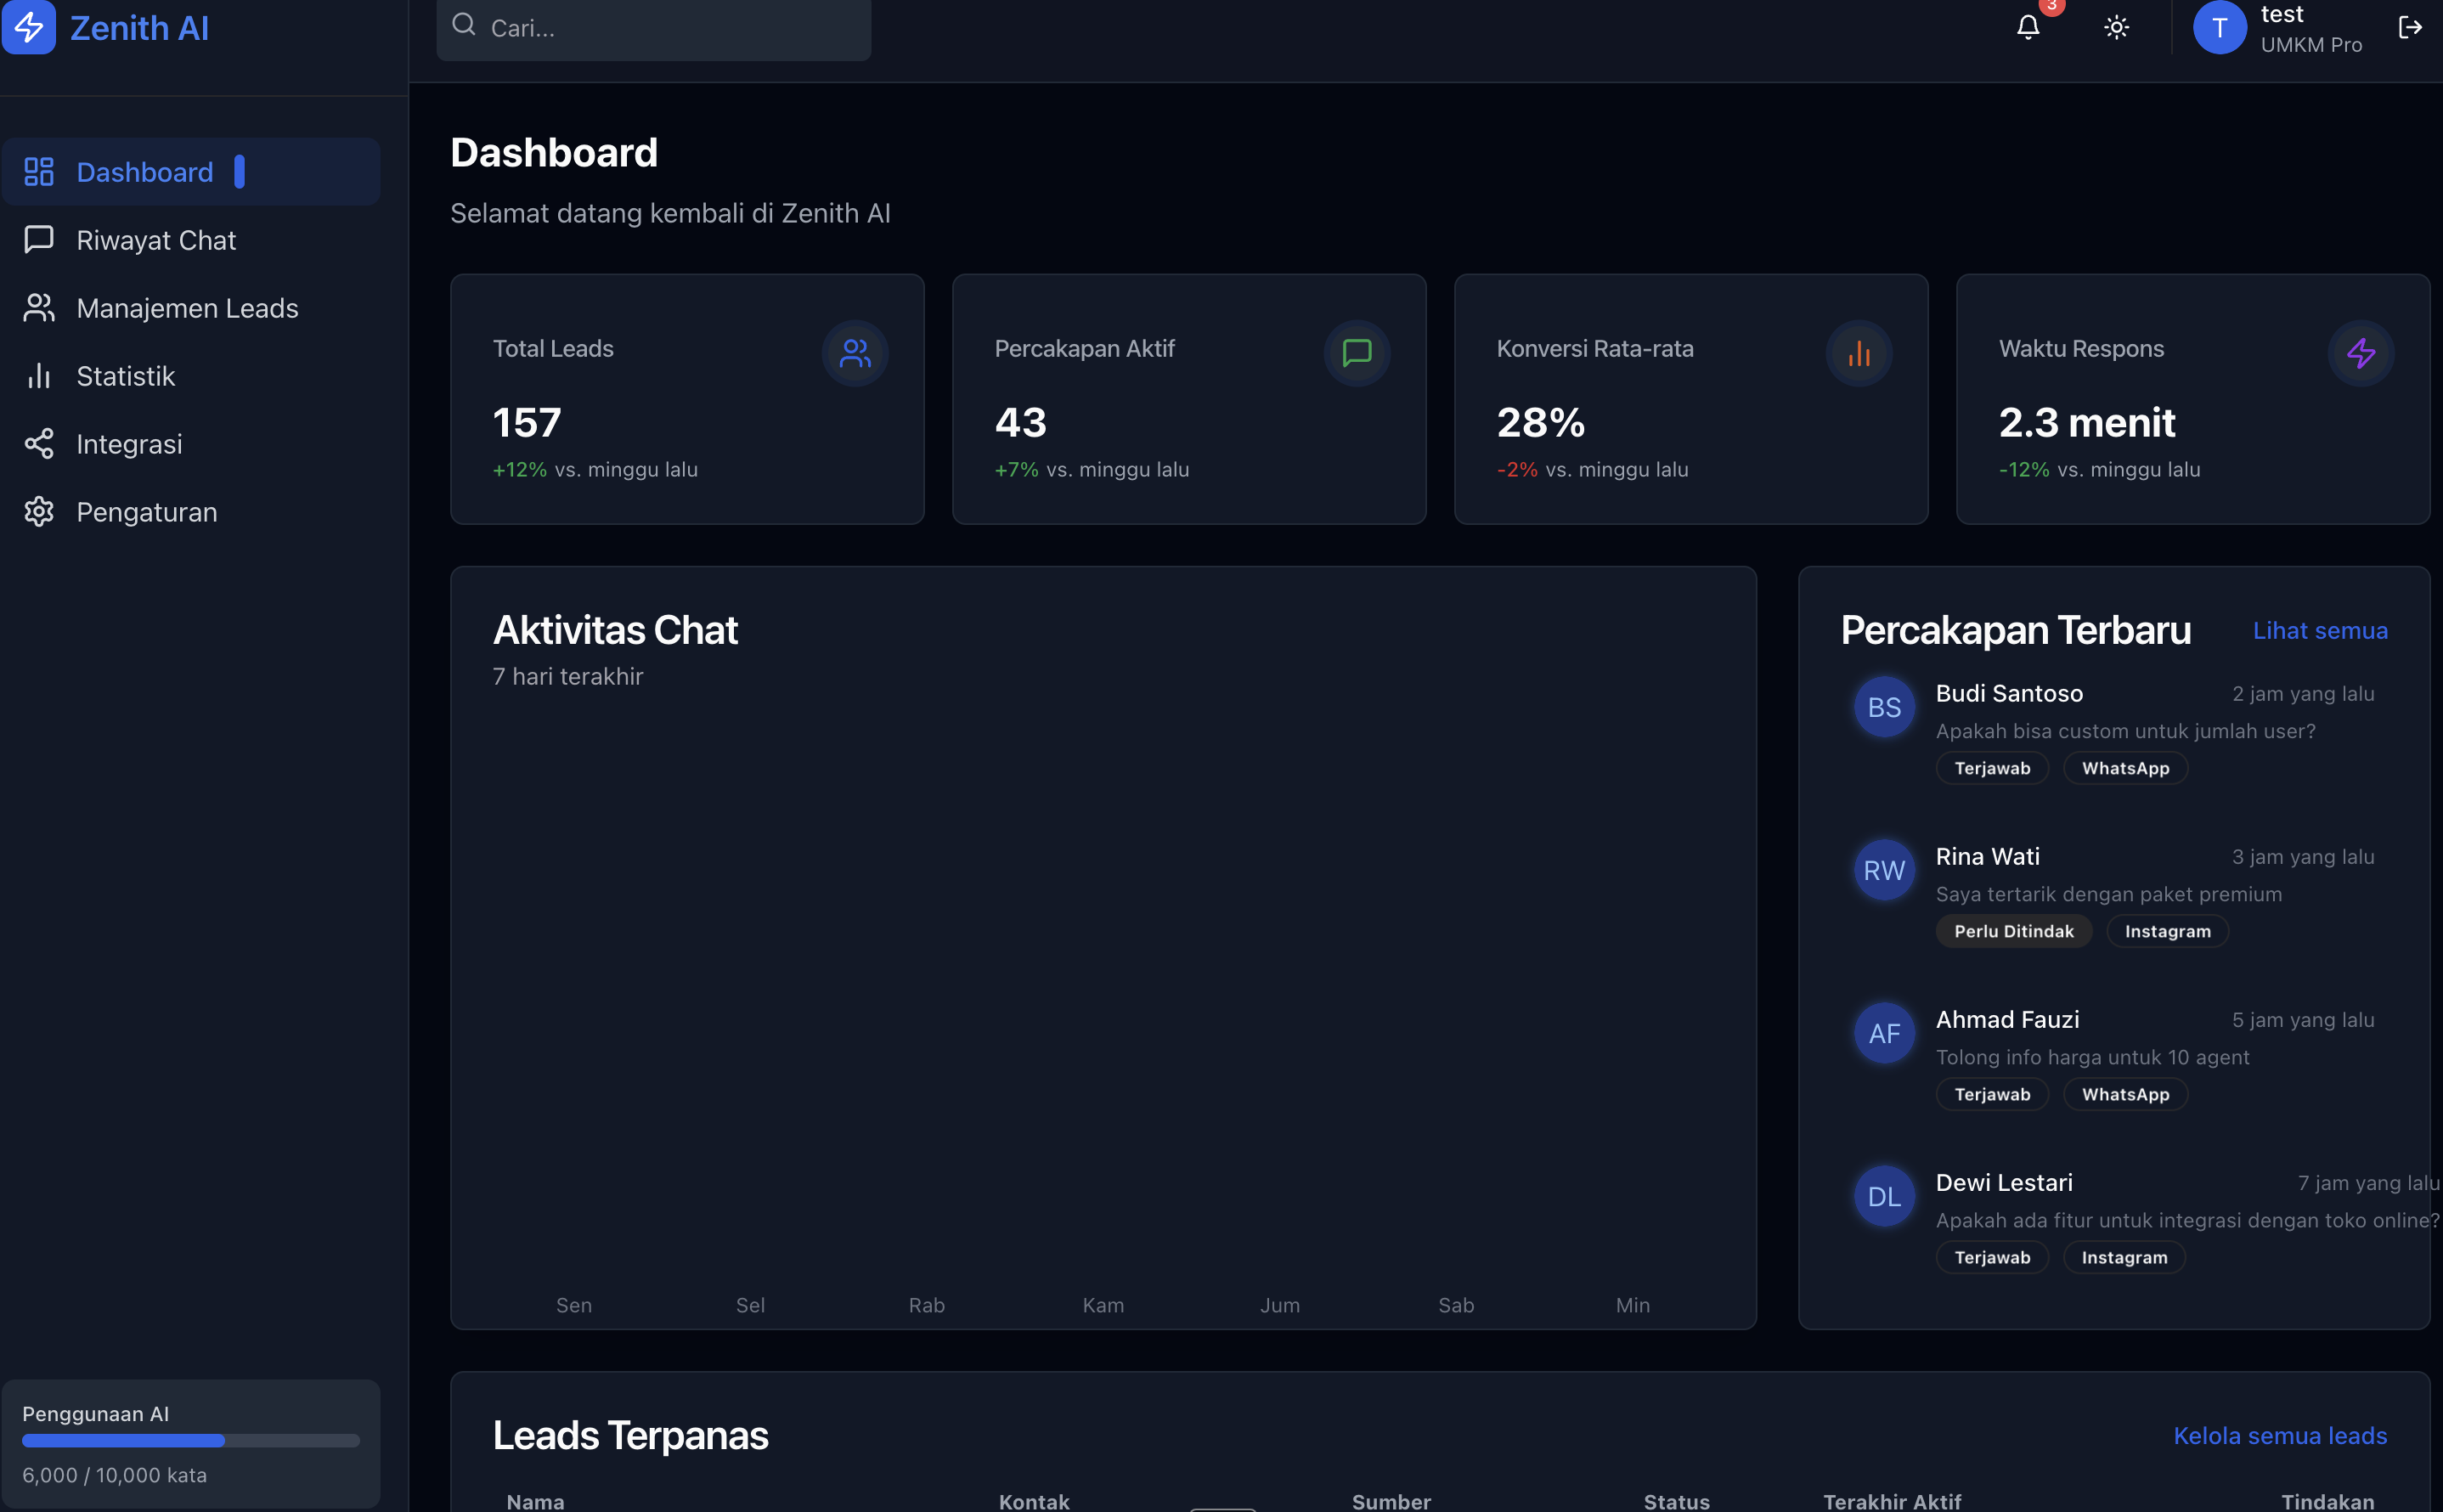 Zenith AI
Cari...
3
T
test
UMKM Pro
Dashboard
Riwayat Chat
Manajemen Leads
Statistik
Integrasi
Pengaturan
Penggunaan AI
6,000 / 10,000 kata
Dashboard
Selamat datang kembali di Zenith AI
Total Leads
157
+12% vs. minggu lalu
Percakapan Aktif
43
+7% vs. minggu lalu
Konversi Rata-rata
28%
-2% vs. minggu lalu
Waktu Respons
2.3 menit
-12% vs. minggu lalu
Aktivitas Chat
7 hari terakhir
Sen Sel Rab Kam Jum Sab Min
Percakapan Terbaru Lihat semua
BS
Budi Santoso 2 jam yang lalu
Apakah bisa custom untuk jumlah user?
Terjawab WhatsApp
RW
Rina Wati 3 jam yang lalu
Saya tertarik dengan paket premium
Perlu Ditindak Instagram
AF
Ahmad Fauzi 5 jam yang lalu
Tolong info harga untuk 10 agent
Terjawab WhatsApp
DL
Dewi Lestari 7 jam yang lalu
Apakah ada fitur untuk integrasi dengan toko online?
Terjawab Instagram
Leads Terpanas Kelola semua leads
Nama Kontak Sumber Status Terakhir Aktif Tindakan